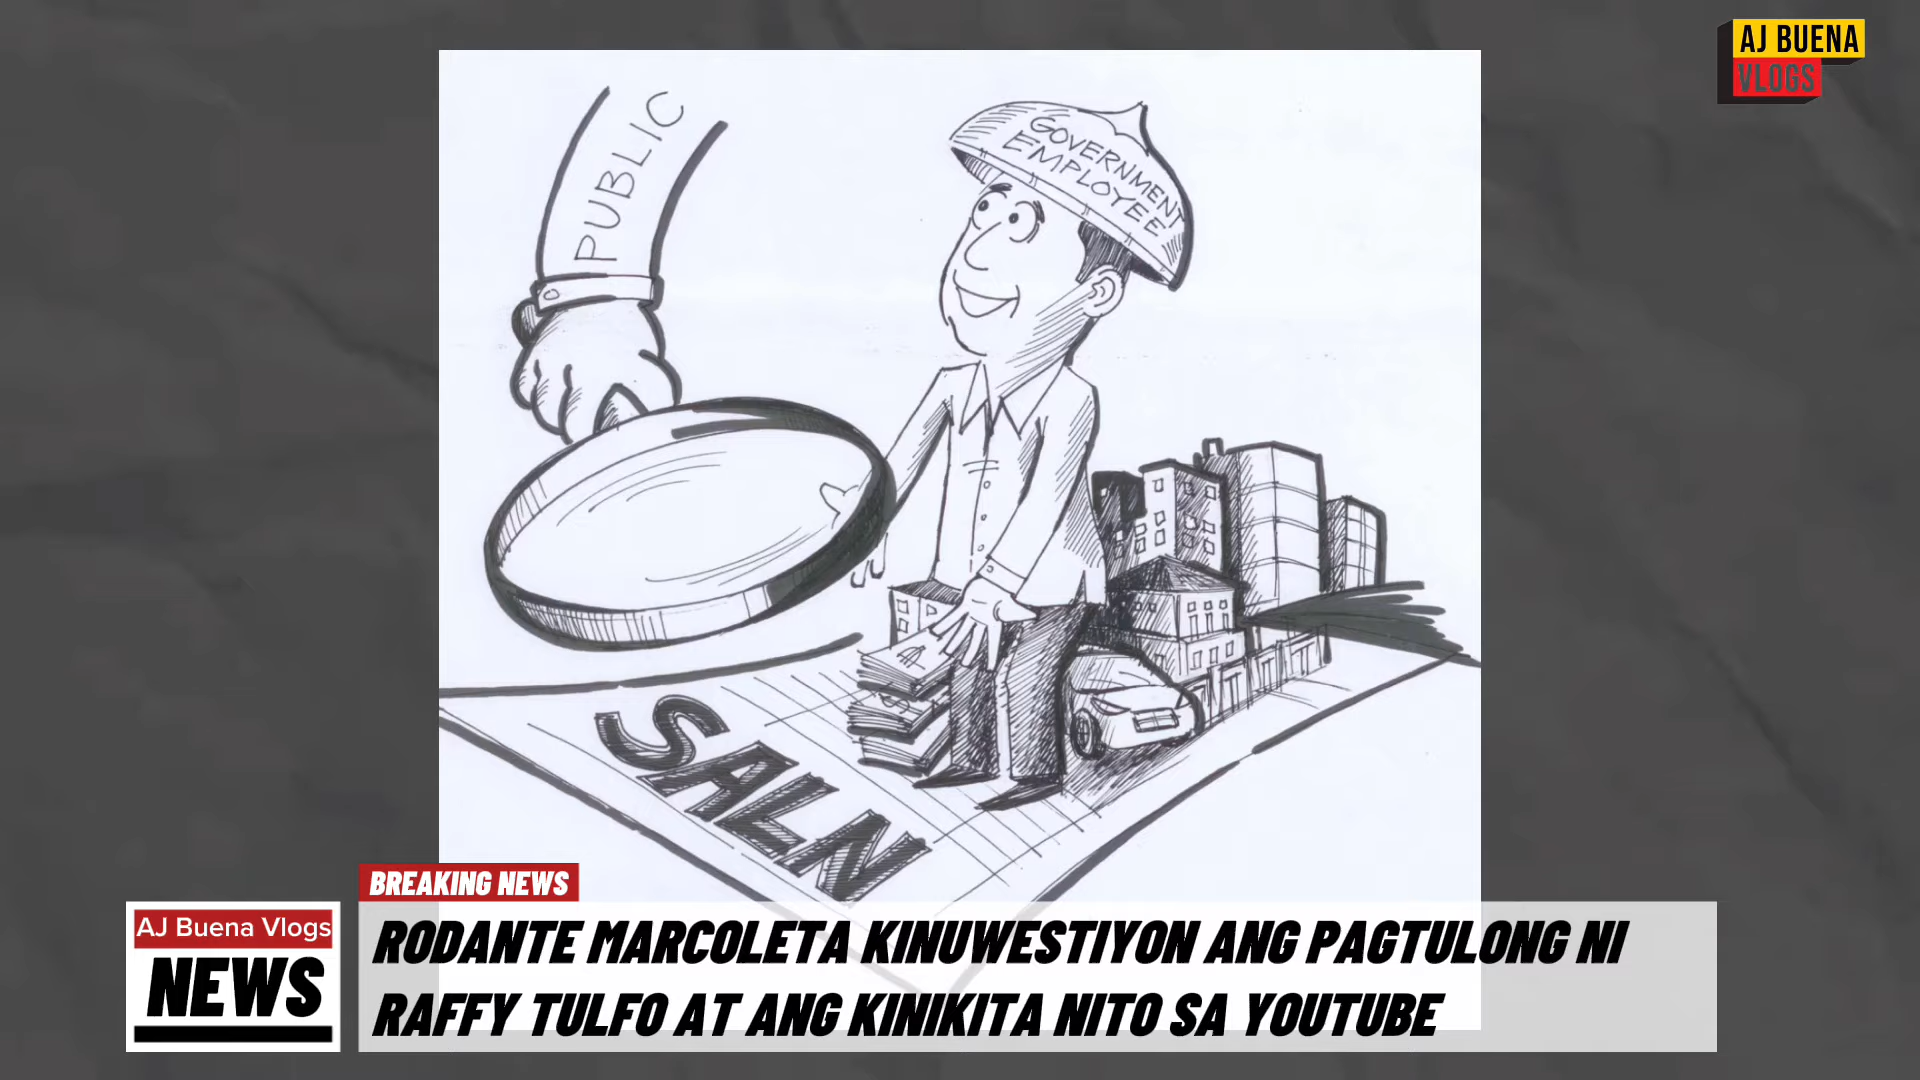 AJ BUENA
VLOGS
PUBLIC
GOVERNMENT
EMPLOYEE
SALN
BREAKING NEWS
AJ Buena Vlogs
NEWS
RODANTE MARCOLETA KINUWESTIYON ANG PAGTULONG NI
RAFFY TULFO AT ANG KINIKITA NITO SA YOUTUBE